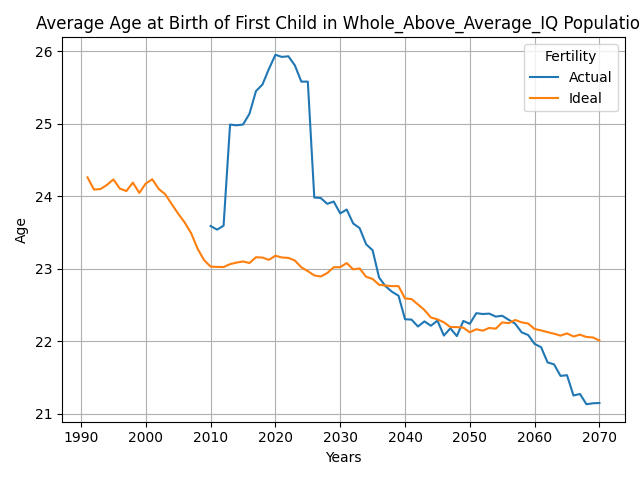 Average Age at Birth of First Child in Whole_Above_Average_IQ Populatio
Fertility
Actual
Ideal
26
25
24
23
22
21
Age
1990 2000 2010 2020 2030 2040 2050 2060 2070
Years